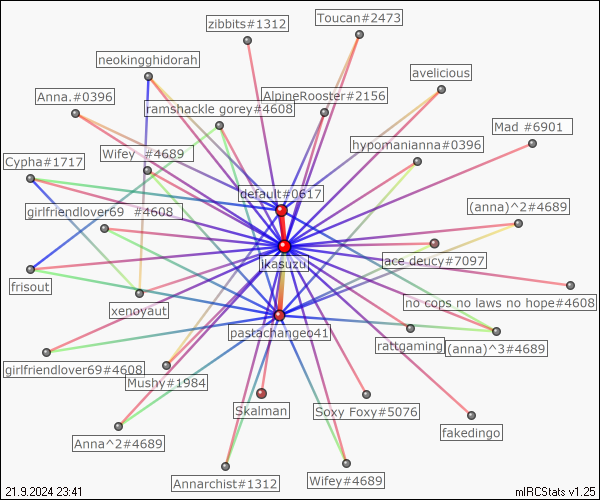 Toucan#2473
zibbits#1312
neokingghidorah
avelicious
Anna.#0396
AlpineRooster#2156
ramshackle gorey#4608
Mad #6901
hypomanianna#0396
Wifey #4689
Cypha#1717
default#0617
(anna)^2#4689
girlfriendlover69 #4608
ace deucy#7097
ikasuzu
frisout
no cops no laws no hope#4608
xenoyaut
pastachangeo41
rattgaming
(anna)^3#4689
girlfriendlover69#4608
Mushy#1984
Skalman
Soxy Foxy#5076
fakedingo
Anna^2#4689
Annarchist#1312
Wifey#4689
21.9.2024 23:41
mIRCStats v1.25